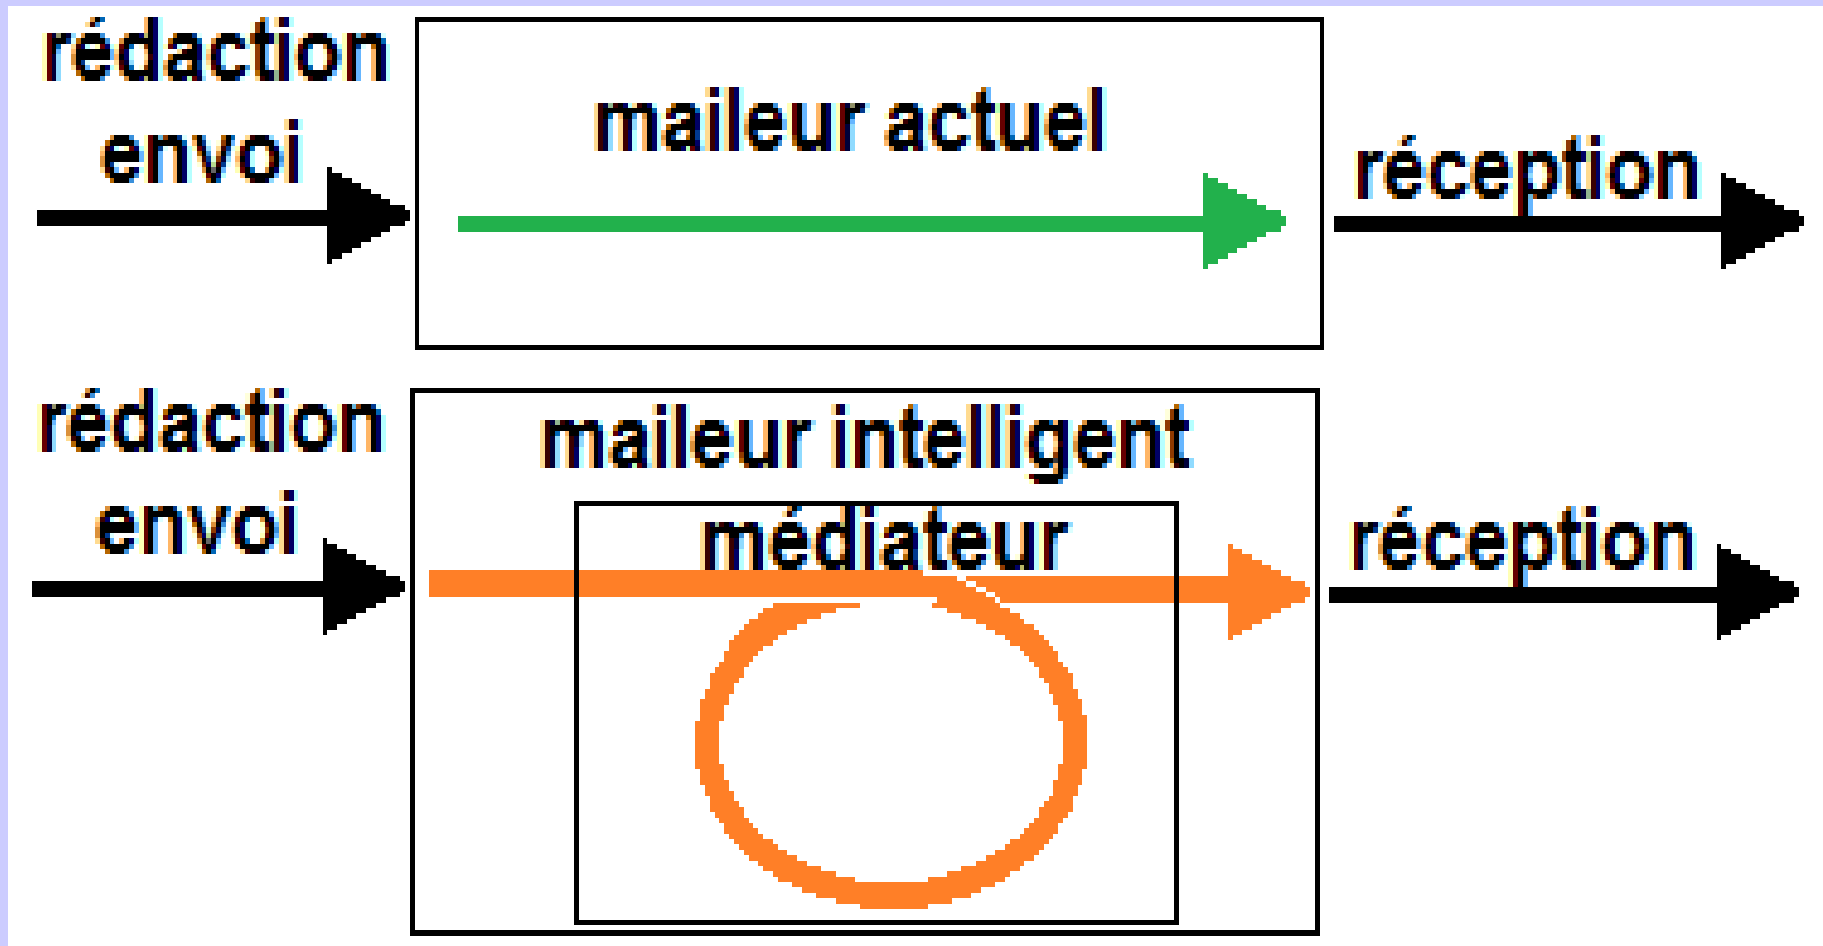 rédaction
envoi
maileur actuel
réception
rédaction
envoi
maileur intelligent
médiateur
réception